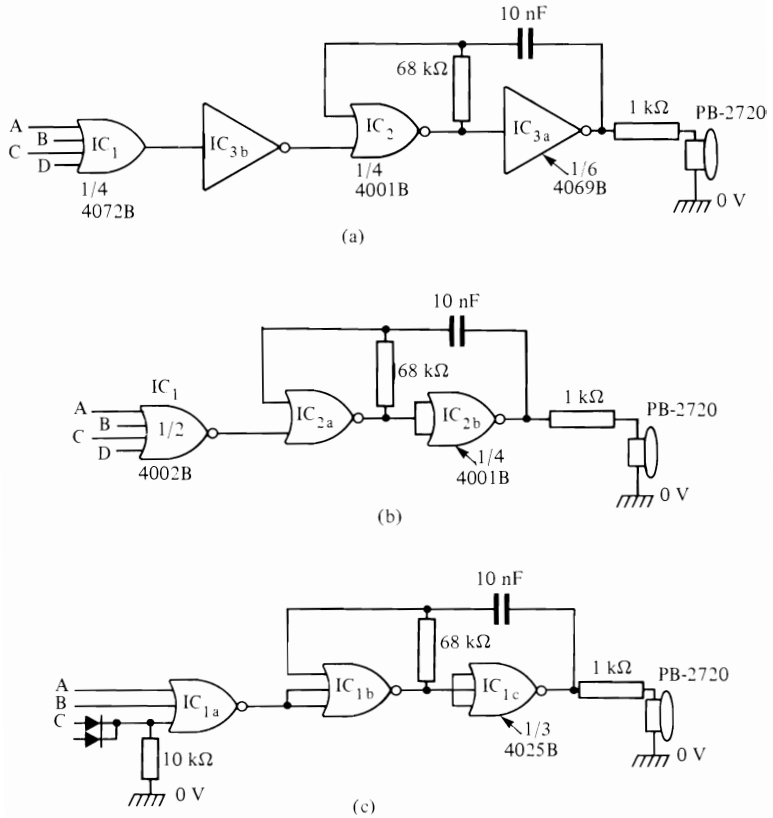 10 nF
68 kΩ
1 kΩ
PB-2720
A
B
C
D
IC1
IC3b
IC2
IC3a
1/4
4072B
1/4
4001B
1/6
4069B
0 V
(a)
10 nF
68 kΩ
1 kΩ
PB-2720
IC1
A
B
C
D
1/2
IC2a
IC2b
4002B
1/4
4001B
0 V
(b)
10 nF
68 kΩ
1 kΩ
PB-2720
A
B
C
IC1a
IC1b
IC1c
10 kΩ
0 V
1/3
4025B
0 V
(c)